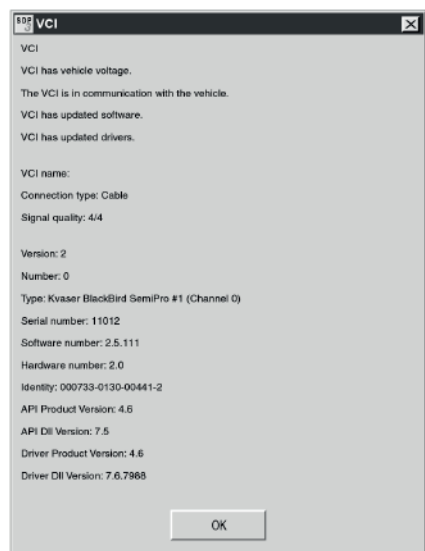 SDP
3
VCI
VCI
VCI has vehicle voltage.
The VCI is in communication with the vehicle.
VCI has updated software.
VCI has updated drivers.
VCI name:
Connection type: Cable
Signal quality: 4/4
Version: 2
Number: 0
Type: Kvaser BlackBird SemiPro #1 (Channel 0)
Serial number: 11012
Software number: 2.5.111
Hardware number: 2.0
Identity: 000733-0130-00441-2
API Product Version: 4.6
API Dll Version: 7.5
Driver Product Version: 4.6
Driver Dll Version: 7.6.7988
OK